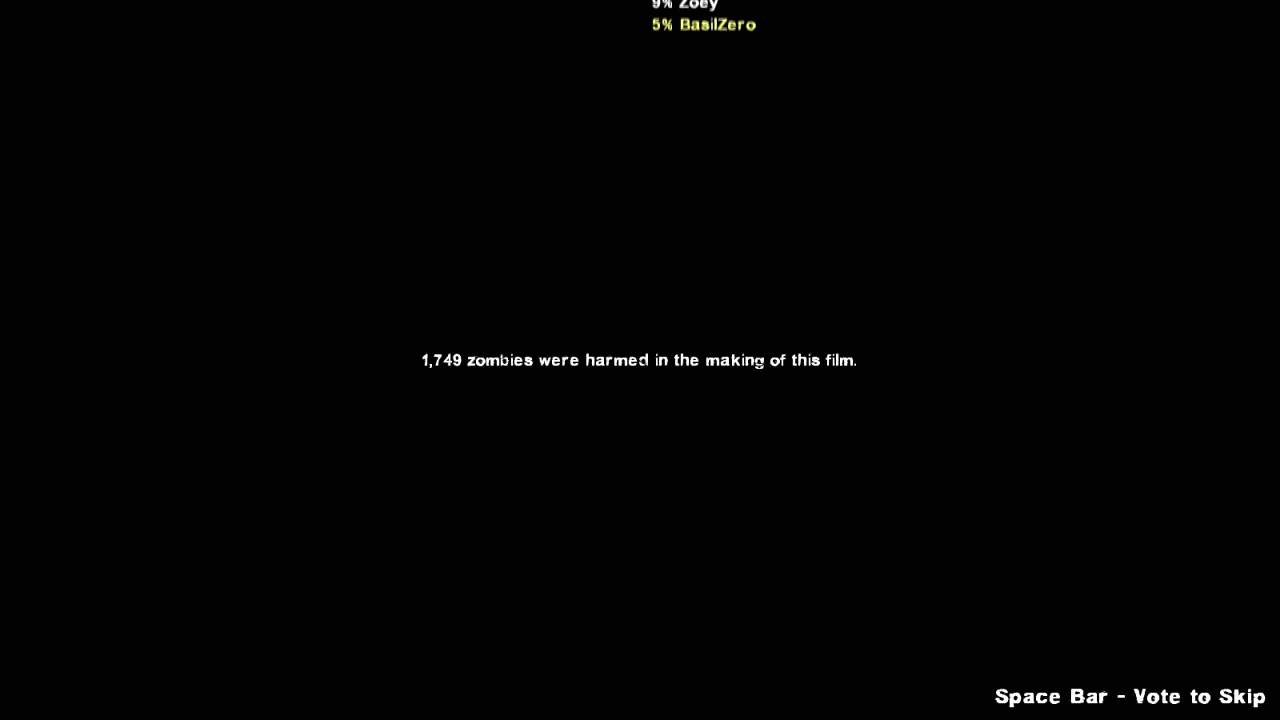 9% Zoey
5% BasilZero
1,749 zombies were harmed in the making of this film.
Space Bar - Vote to Skip